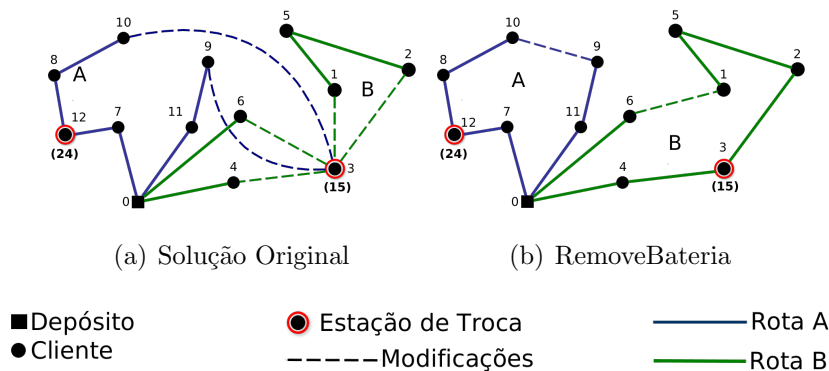 5
10
9
2
8
A
1
B
12
7
11
6
(24)
4
3
(15)
0
5
10
9
2
8
A
1
12
7
11
6
(24)
B
3
4
(15)
0
(a) Solução Original
(b) RemoveBateria
Depósito
Cliente
Estação de Troca
Modificações
Rota A
Rota B